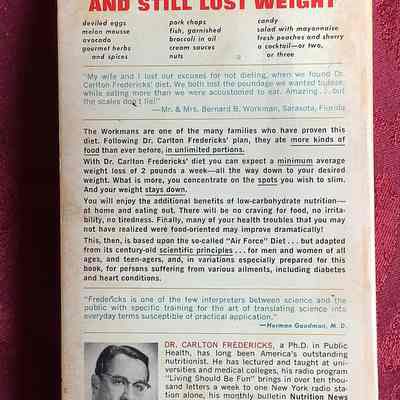 AND STILL LOST WEIGHT
deviled eggs
melon mousse
avocado
gourmet herbs
and spices
pork chops
fish, garnished
broccoli in oil
cream sauces
nuts
candy
salad with mayonnaise
fresh peaches and sherry
a cocktail—or two,
or three
"My wife and I lost our excuses for not dieting, when we found Dr.
Carlton Fredericks' diet. We both lost the poundage we wanted to lose
while eating more than we were accustomed to eat. Amazing . . . but
the scales don't lie!"
—Mr. & Mrs. Bernard B. Workman, Sarasota, Florida
The Workmans are one of the many families who have proven this
diet. Following Dr. Carlton Fredericks' plan, they ate more kinds of
food than ever before, in unlimited portions.
With Dr. Carlton Fredericks' diet you can expect a minimum average
weight loss of 2 pounds a week—all the way down to your desired
weight. What is more, you concentrate on the spots you wish to slim.
And your weight stays down.
You will enjoy the additional benefits of low-carbohydrate nutrition—
at home and eating out. There will be no craving for food, no irrita-
bility, no tiredness. Finally, many of your health troubles that you may
not have realized were food-oriented may improve dramatically!
This, then, is based upon the so-called "Air Force" Diet . . . but adapted
from its century-old scientific principles . . . for men and women of all
ages, and teen-agers, and, in variations especially prepared for this
book, for persons suffering from various ailments, including diabetes
and heart conditions.
"Fredericks is one of the few interpreters between science and the
public with specific training for the art of translating science into
everyday terms susceptible of practical application."
—Herman Goodman, M. D.
DR. CARLTON FREDERICKS, a Ph.D. in Public
Health, has long been America's outstanding
nutritionist. He has lectured and taught at uni-
versities and medical colleges, his radio program
"Living Should Be Fun" brings in over ten thou-
sand letters a week to one New York radio sta-
tion alone, his monthly bulletin Nutrition News